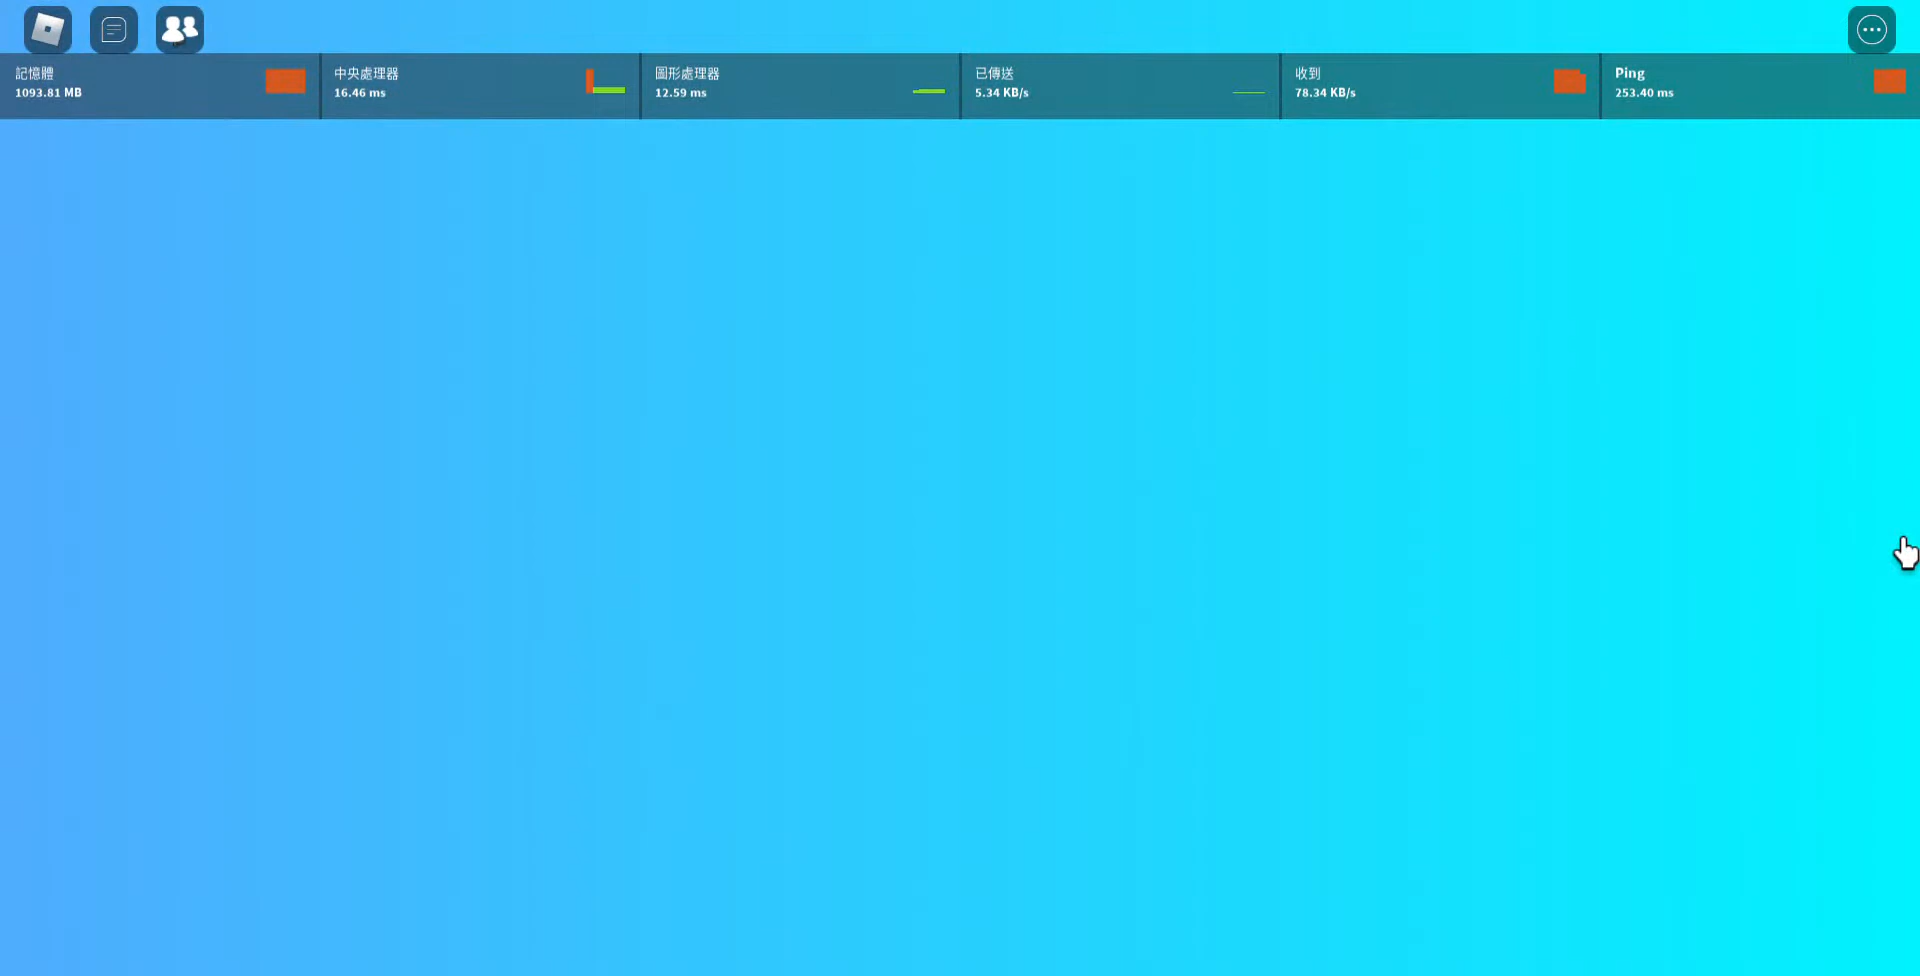 記憶體
1093.81 MB
中央處理器
16.46 ms
圖形處理器
12.59 ms
已傳送
5.34 KB/s
收到
78.34 KB/s
Ping
253.40 ms